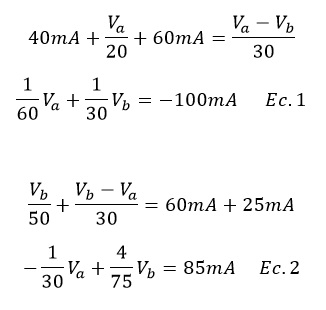 40mA + V_a/20 + 60mA = (V_a − V_b)/30
1/60 V_a + 1/30 V_b = −100mA Ec. 1
V_b/50 + (V_b − V_a)/30 = 60mA + 25mA
− 1/30 V_a + 4/75 V_b = 85mA Ec. 2